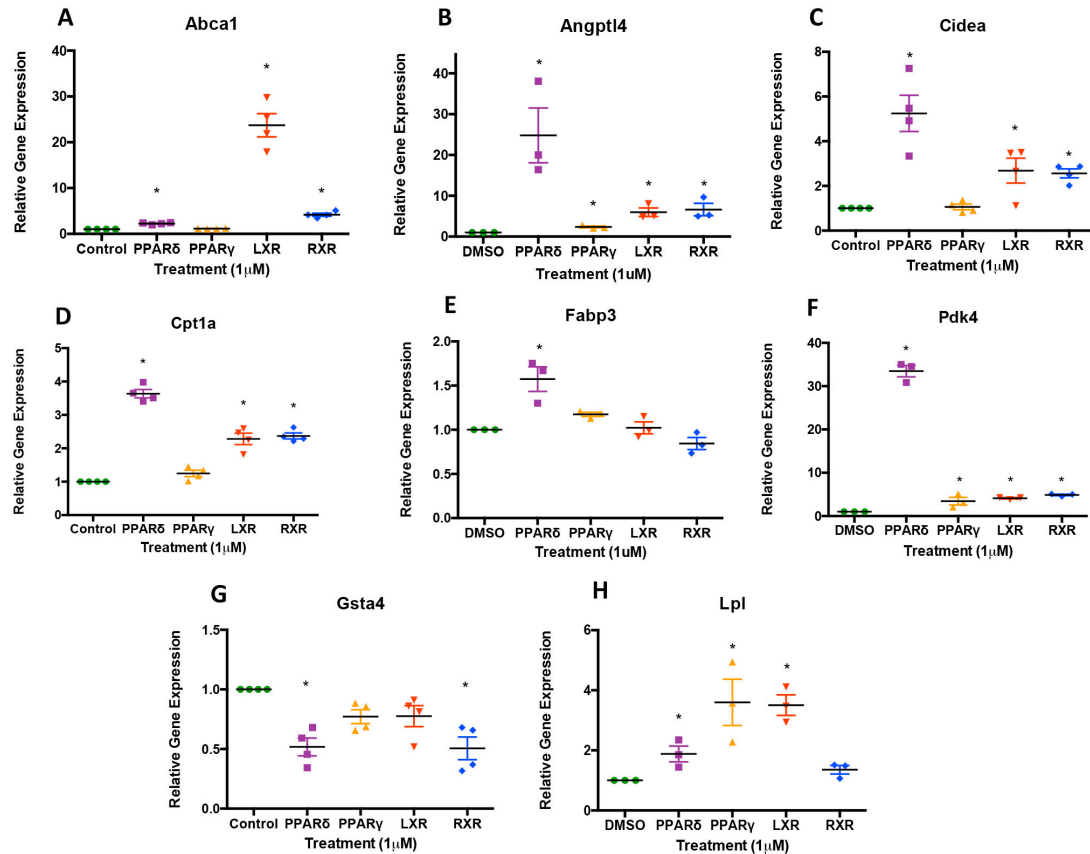 A
Abca1
Relative Gene Expression
40
30
20
10
0
*
*
*
Control PPARδ PPARγ LXR RXR
Treatment (1μM)
B
Angptl4
Relative Gene Expression
40
30
20
10
0
*
*
*
*
DMSO PPARδ PPARγ LXR RXR
Treatment (1uM)
C
Cidea
Relative Gene Expression
8
6
4
2
0
*
*
*
Control PPARδ PPARγ LXR RXR
Treatment (1μM)
D
Cpt1a
Relative Gene Expression
5
4
3
2
1
0
*
*
*
Control PPARδ PPARγ LXR RXR
Treatment (1μM)
E
Fabp3
Relative Gene Expression
2.0
1.5
1.0
0.5
0.0
*
DMSO PPARδ PPARγ LXR RXR
Treatment (1uM)
F
Pdk4
Relative Gene Expression
40
30
20
10
0
*
*
*
*
DMSO PPARδ PPARγ LXR RXR
Treatment (1μM)
G
Gsta4
Relative Gene Expression
1.5
1.0
0.5
0.0
*
*
Control PPARδ PPARγ LXR RXR
Treatment (1μM)
H
Lpl
Relative Gene Expression
6
4
2
0
*
*
*
DMSO PPARδ PPARγ LXR RXR
Treatment (1μM)